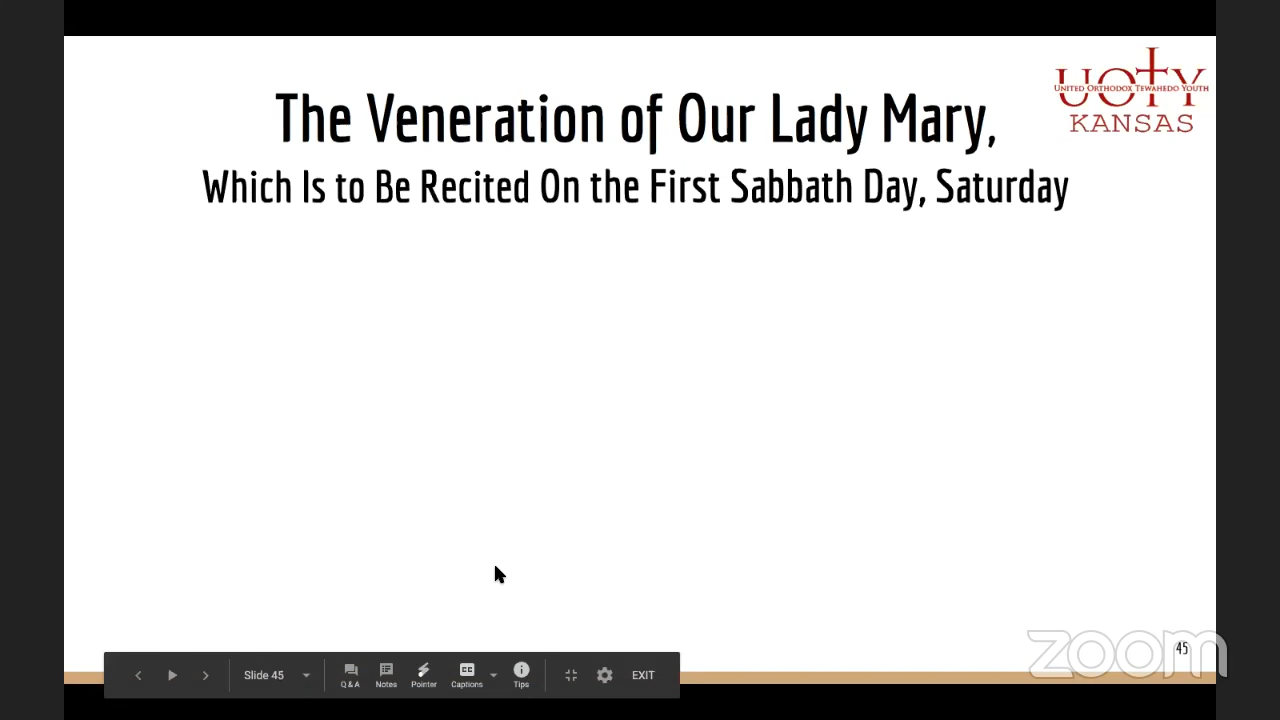 UOTY
UNITED ORTHODOX TEWAHEDO YOUTH
KANSAS
The Veneration of Our Lady Mary,
Which Is to Be Recited On the First Sabbath Day, Saturday
45
zoom
Slide 45
Q & A
Notes
Pointer
Captions
Tips
EXIT